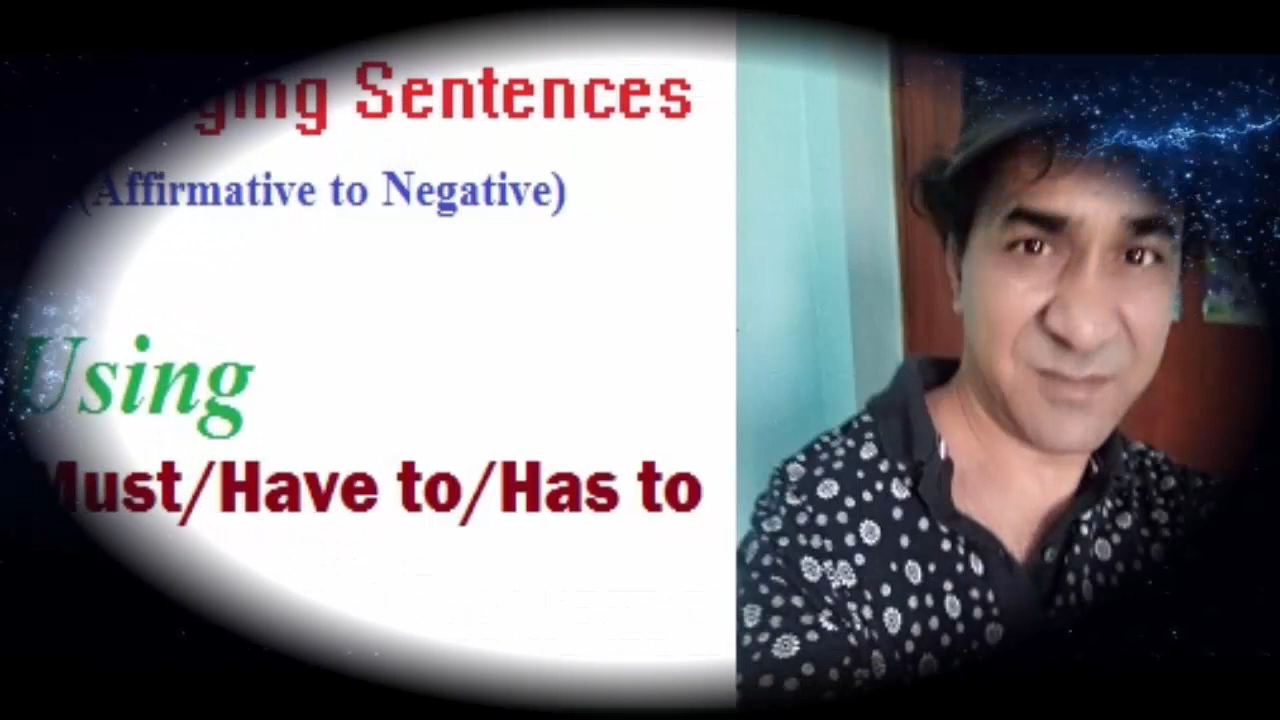 Sentences
(Affirmative to Negative)
Using
Must/Have to/Has to